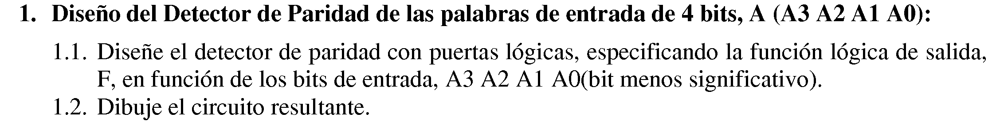 1. Diseño del Detector de Paridad de las palabras de entrada de 4 bits, A (A3 A2 A1 A0):
1.1. Diseñe el detector de paridad con puertas lógicas, especificando la función lógica de salida,
F, en función de los bits de entrada, A3 A2 A1 A0(bit menos significativo).
1.2. Dibuje el circuito resultante.